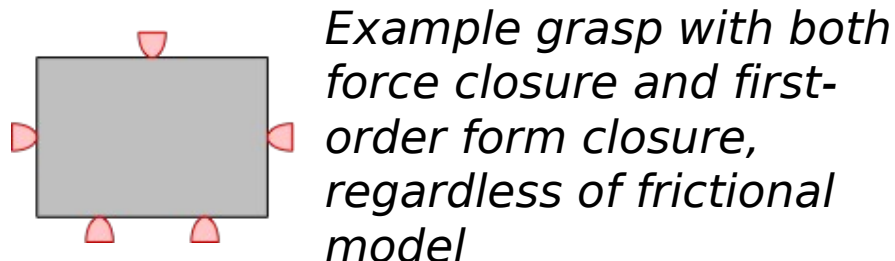 Example grasp with both
force closure and first-
order form closure,
regardless of frictional
model